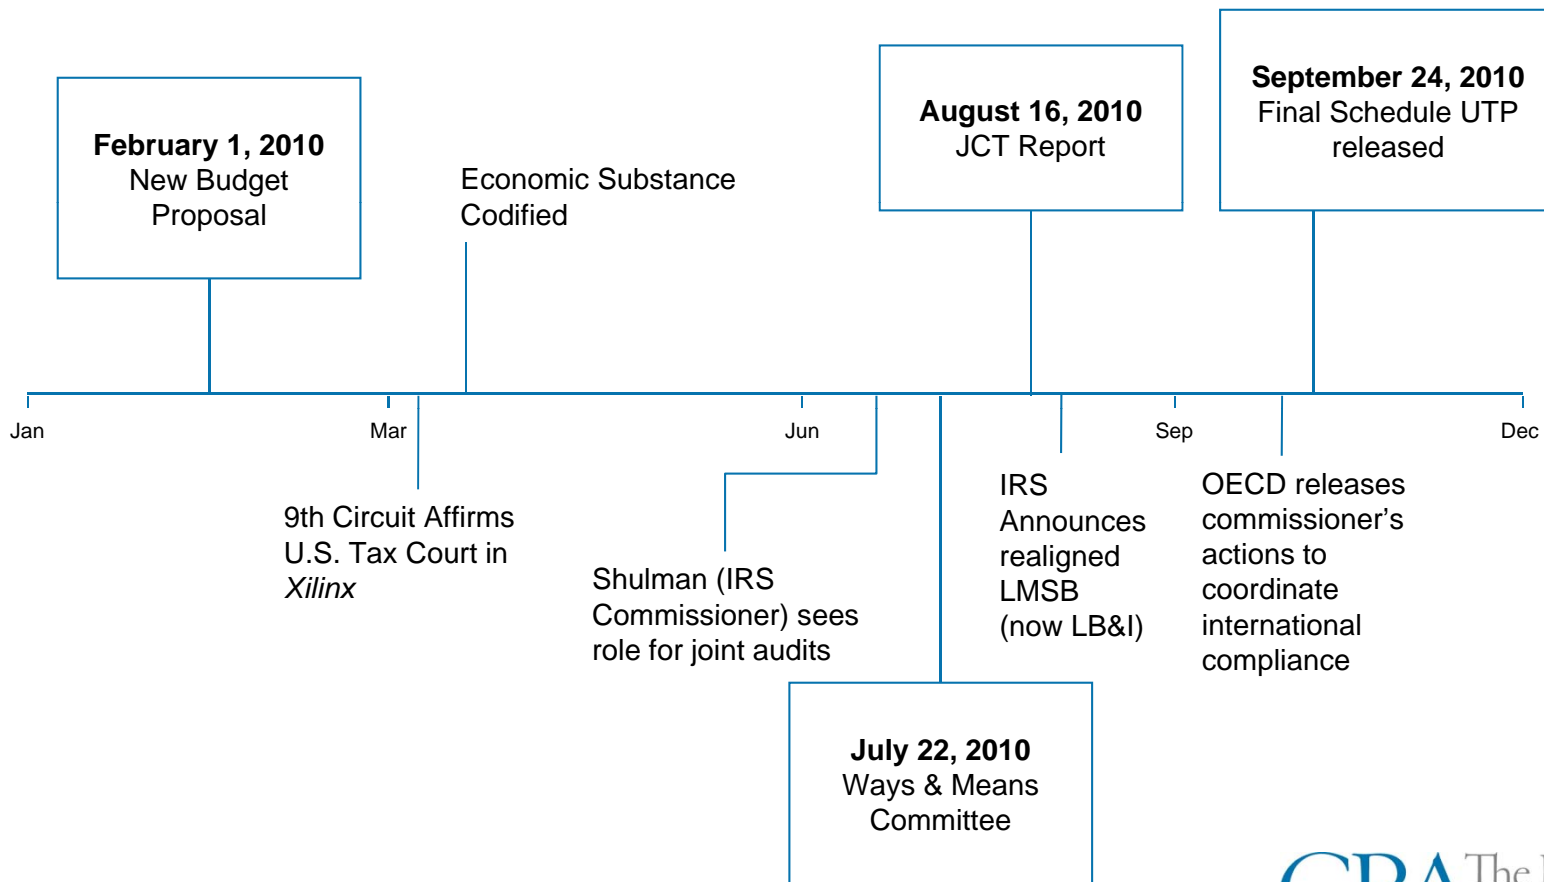 February 1, 2010
New Budget
Proposal
Economic Substance
Codified
August 16, 2010
JCT Report
September 24, 2010
Final Schedule UTP
released
Jan
Mar
Jun
Sep
Dec
9th Circuit Affirms
U.S. Tax Court in
Xilinx
Shulman (IRS
Commissioner) sees
role for joint audits
July 22, 2010
Ways & Means
Committee
IRS
Announces
realigned
LMSB
(now LB&I)
OECD releases
commissioner’s
actions to
coordinate
international
compliance
The